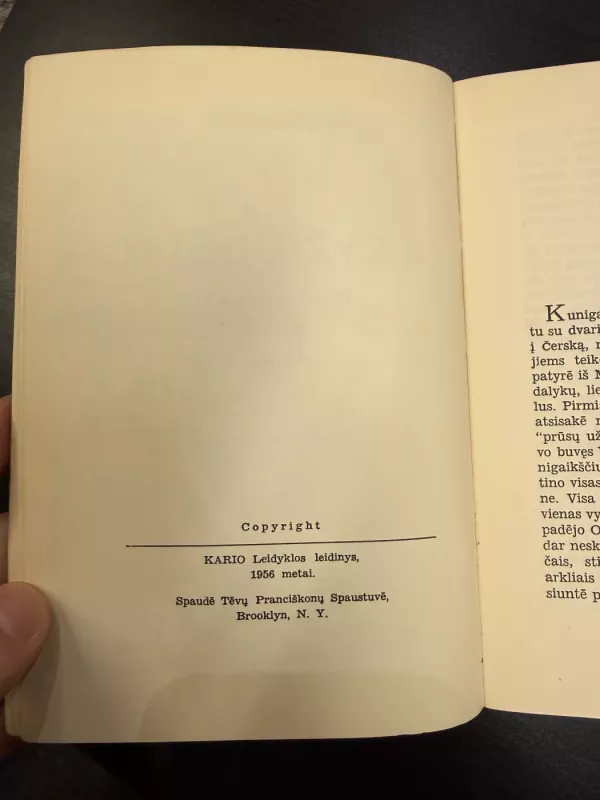 Copyright
KARIO Leidyklos leidinys,
1956 metai.
Spaudė Tėvų Pranciškonų Spaustuvė,
Brooklyn, N. Y.
Kuniga
tu su dvari
į Čerską, 
jiems teik
patyrė iš 
dalykų, lie
lus. Pirmis
atsisakė
"prūsų už
vo buvęs
nigaikščiu
tino visas
ne. Visa
vienas vy
padėjo O
dar nesk
čais, sti
arkliais
siuntė p